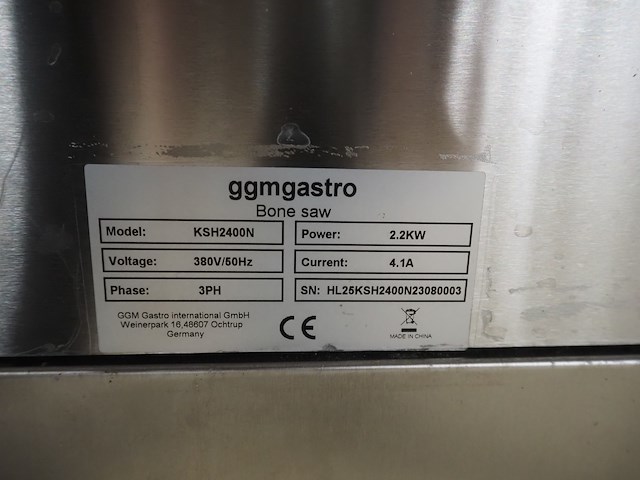 ggmgastro
Bone saw
Model: KSH2400N
Power: 2.2KW
Voltage: 380V/50Hz
Current: 4.1A
Phase: 3PH
SN: HL25KSH2400N23080003
GGM Gastro international GmbH
Weinerpark 16,48607 Ochtrup
Germany
CE
MADE IN CHINA